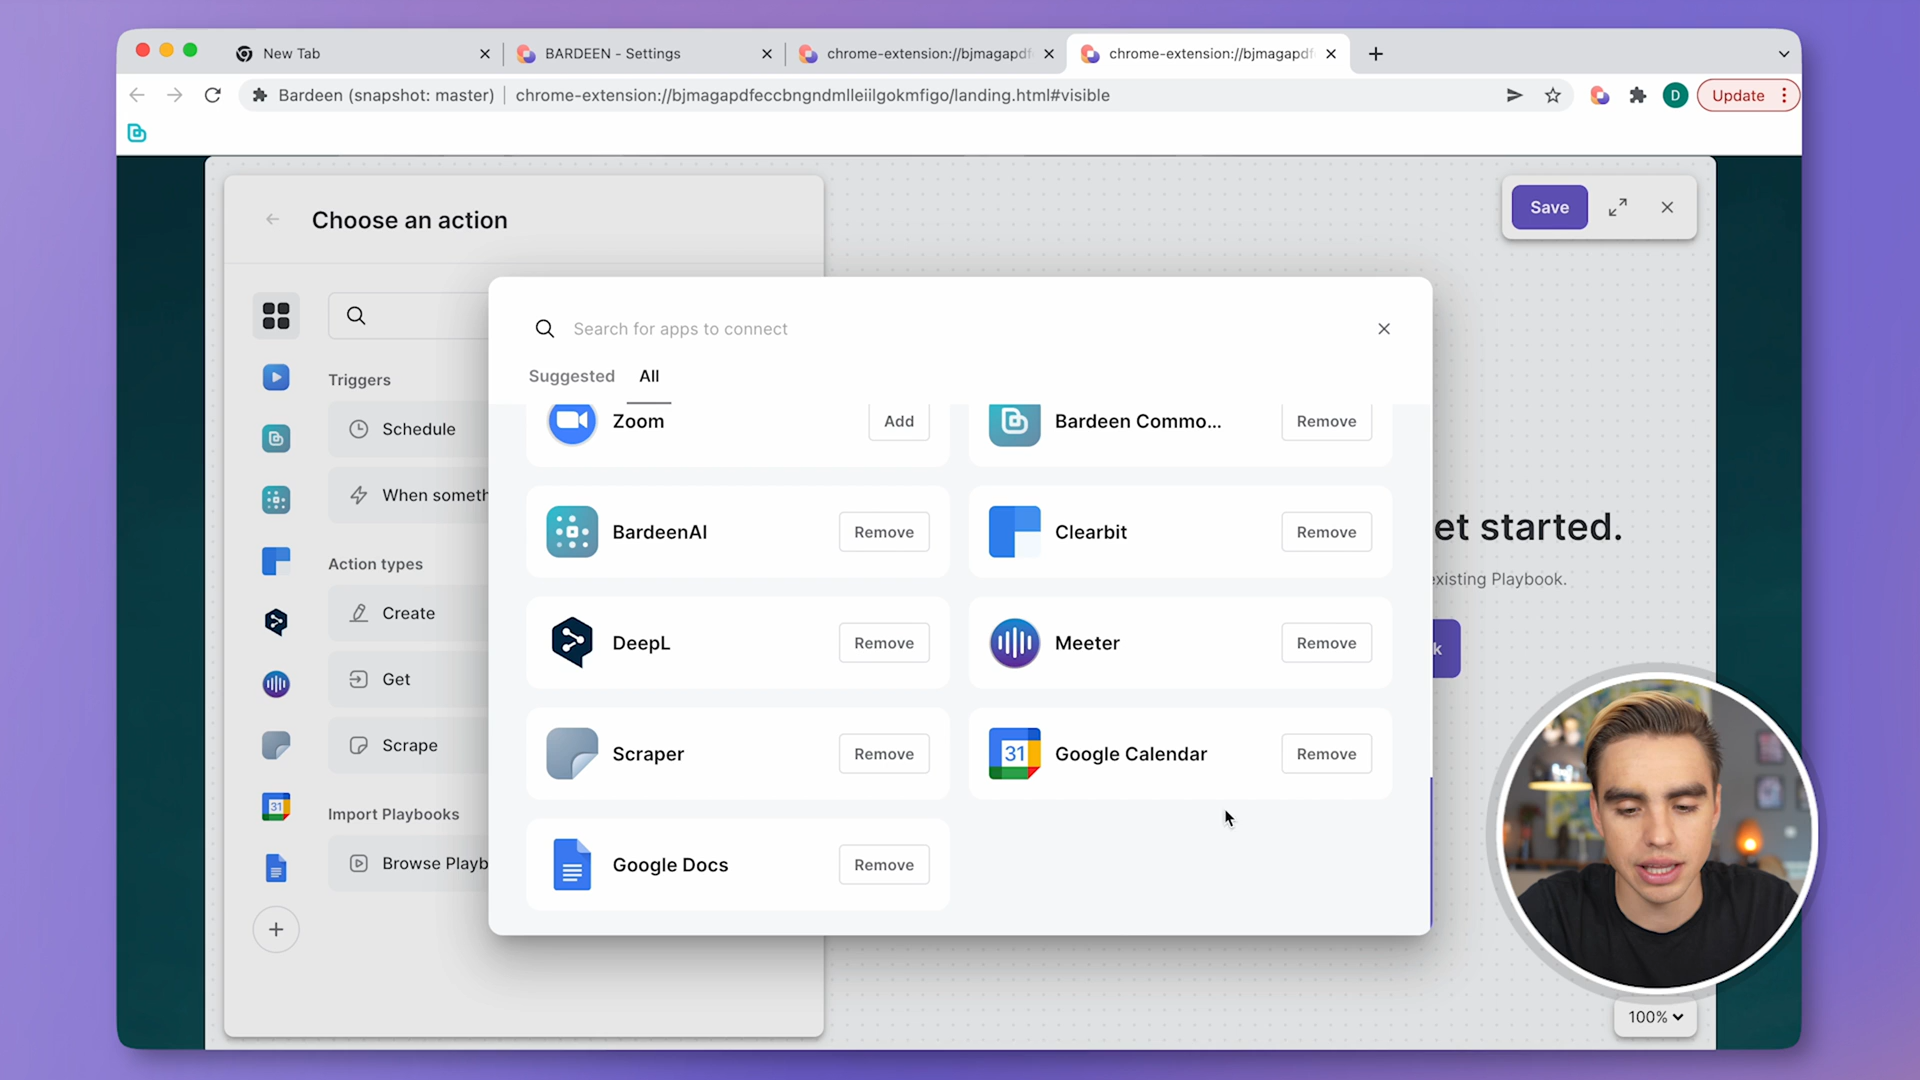 New Tab
BARDEEN - Settings
chrome-extension://bjmagapdf
chrome-extension://bjmagapdf
Bardeen (snapshot: master)
chrome-extension://bjmagapdfeccbngndmlleiilgokmfigo/landing.html#visible
D
Update
Choose an action
Save
Search for apps to connect
Suggested
All
Triggers
Schedule
When someth
Action types
Create
Get
Scrape
Import Playbooks
Browse Playb
Zoom
Add
Bardeen Commo...
Remove
BardeenAI
Remove
Clearbit
Remove
DeepL
Remove
Meeter
Remove
Scraper
Remove
31
Google Calendar
Remove
Google Docs
Remove
31
et started.
existing Playbook.
k
100%